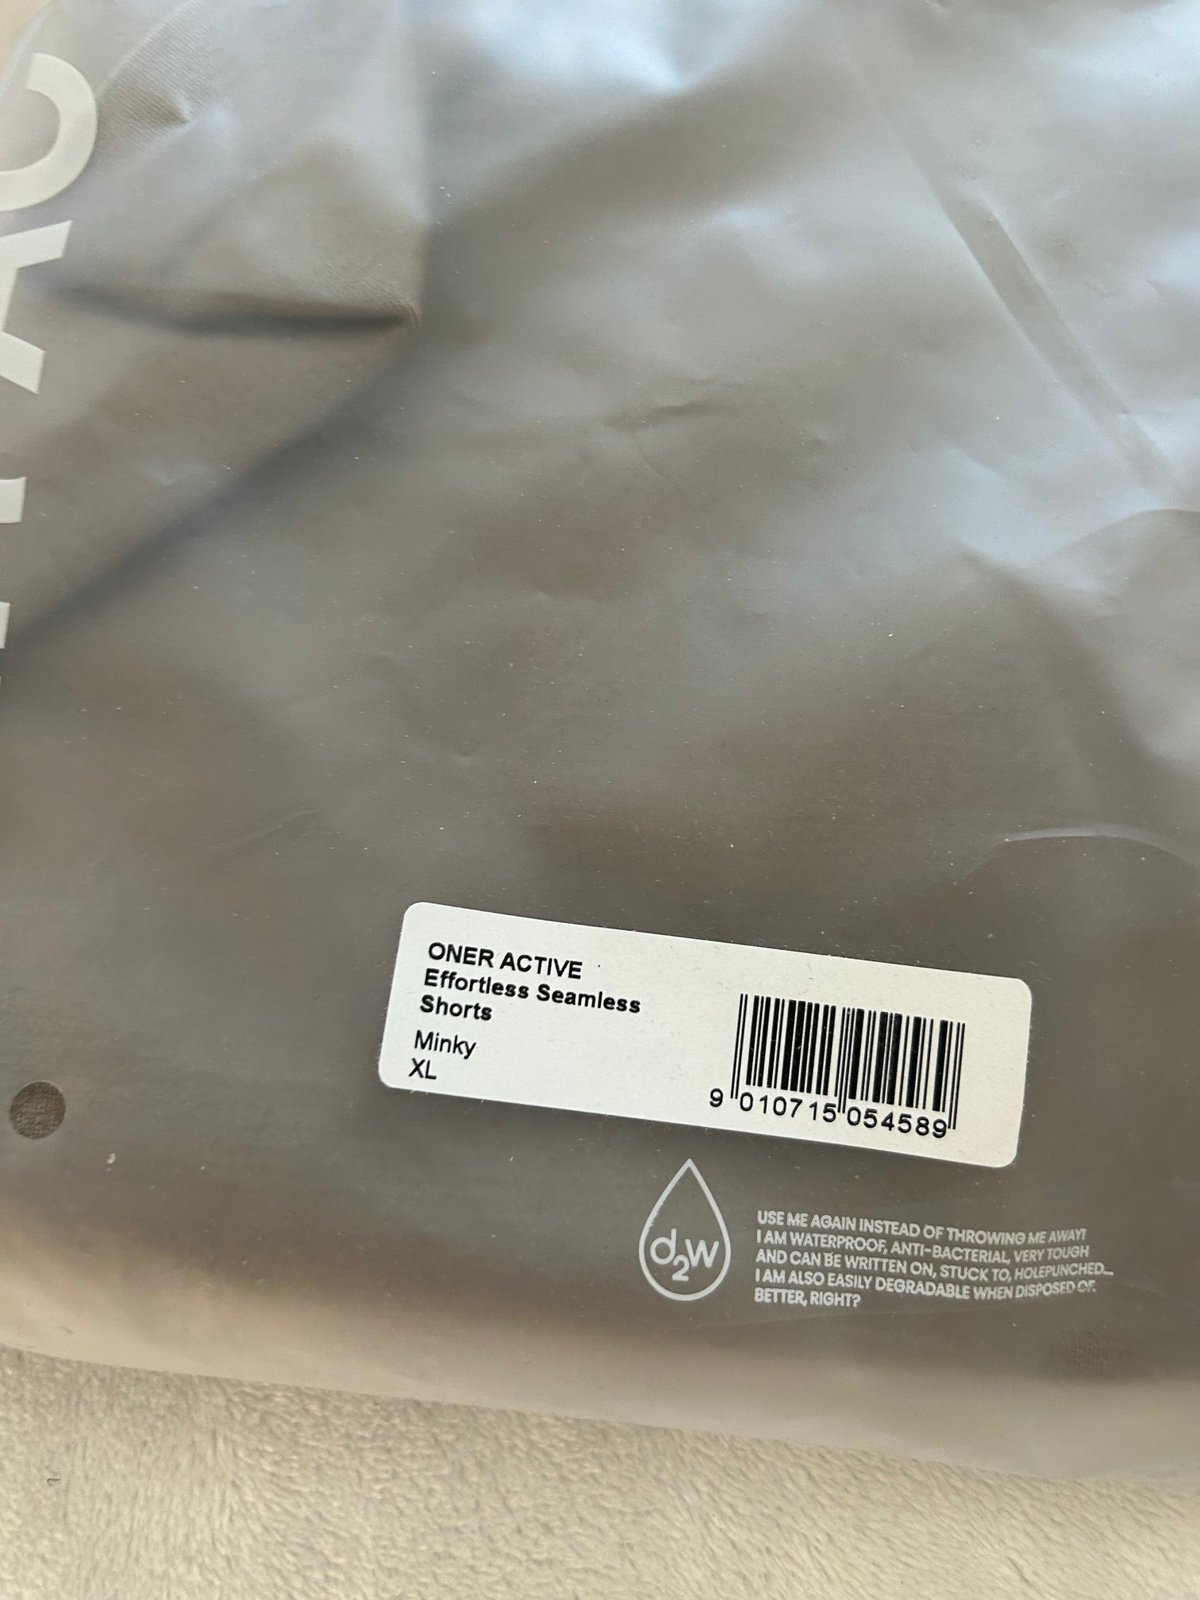 ONER ACTIVE
Effortless Seamless
Shorts
Minky
XL
9 010715 054589
d2w
USE ME AGAIN INSTEAD OF THROWING ME AWAY!
I AM WATERPROOF, ANTI-BACTERIAL, VERY TOUGH
AND CAN BE WRITTEN ON, STUCK TO, HOLEPUNCHED...
I AM ALSO EASILY DEGRADABLE WHEN DISPOSED OF.
BETTER, RIGHT?